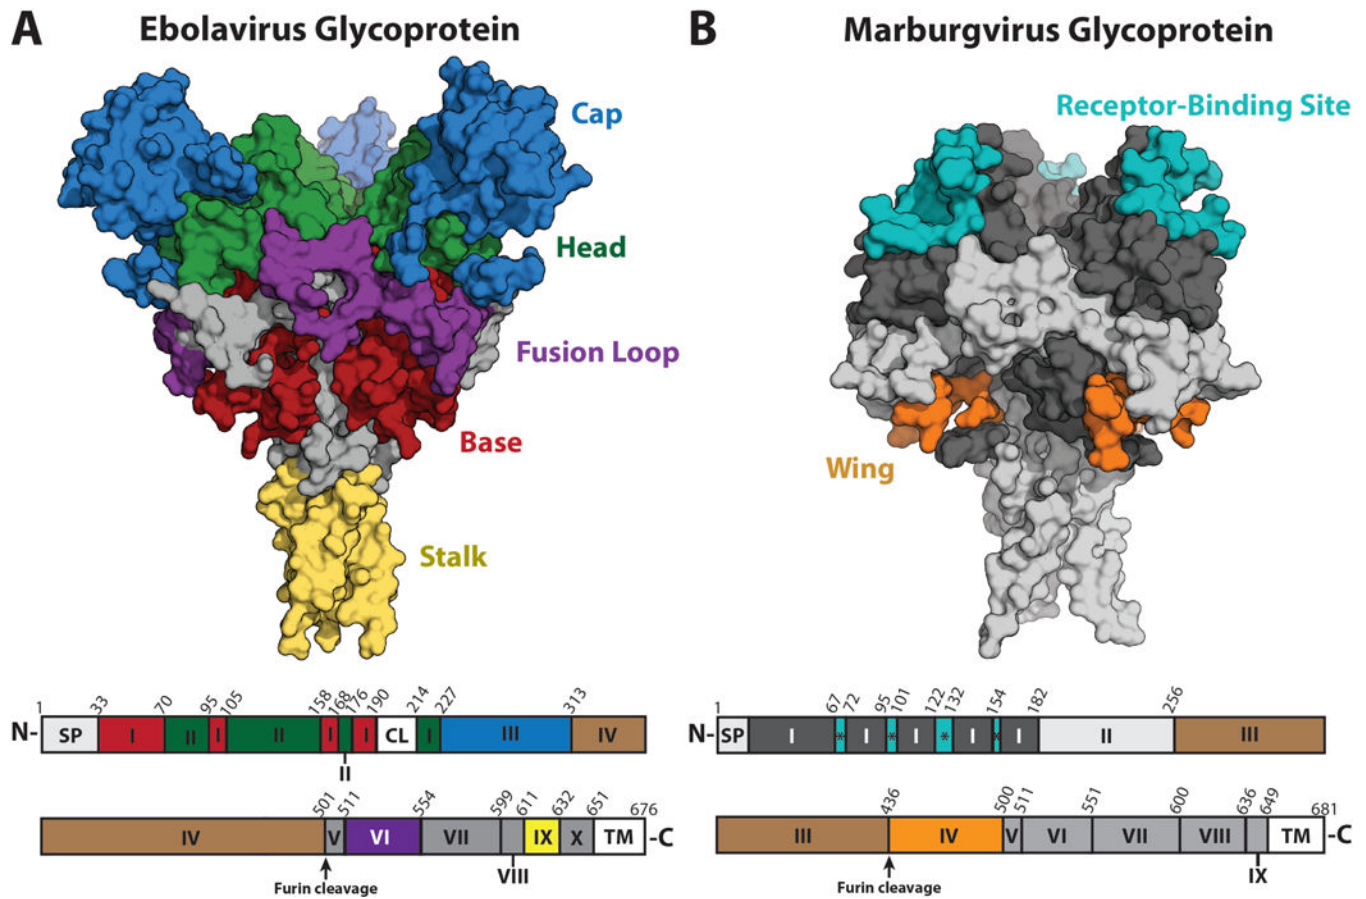 A Ebolavirus Glycoprotein
B Marburgvirus Glycoprotein
Cap
Head
Fusion Loop
Base
Stalk
Receptor-Binding Site
Wing
1 33 70 95 105 158 168 176 190 214 227 313
N- SP I II I II I I CL I III IV
II
501 511 554 599 611 632 651 676
IV V VI VII IX X TM -C
Furin cleavage
VIII
1 67 72 95 101 122 132 154 182 256
N- SP I * I * I * I * I II III
436 500 511 551 600 636 649 681
III IV V VI VII VIII TM -C
Furin cleavage
IX